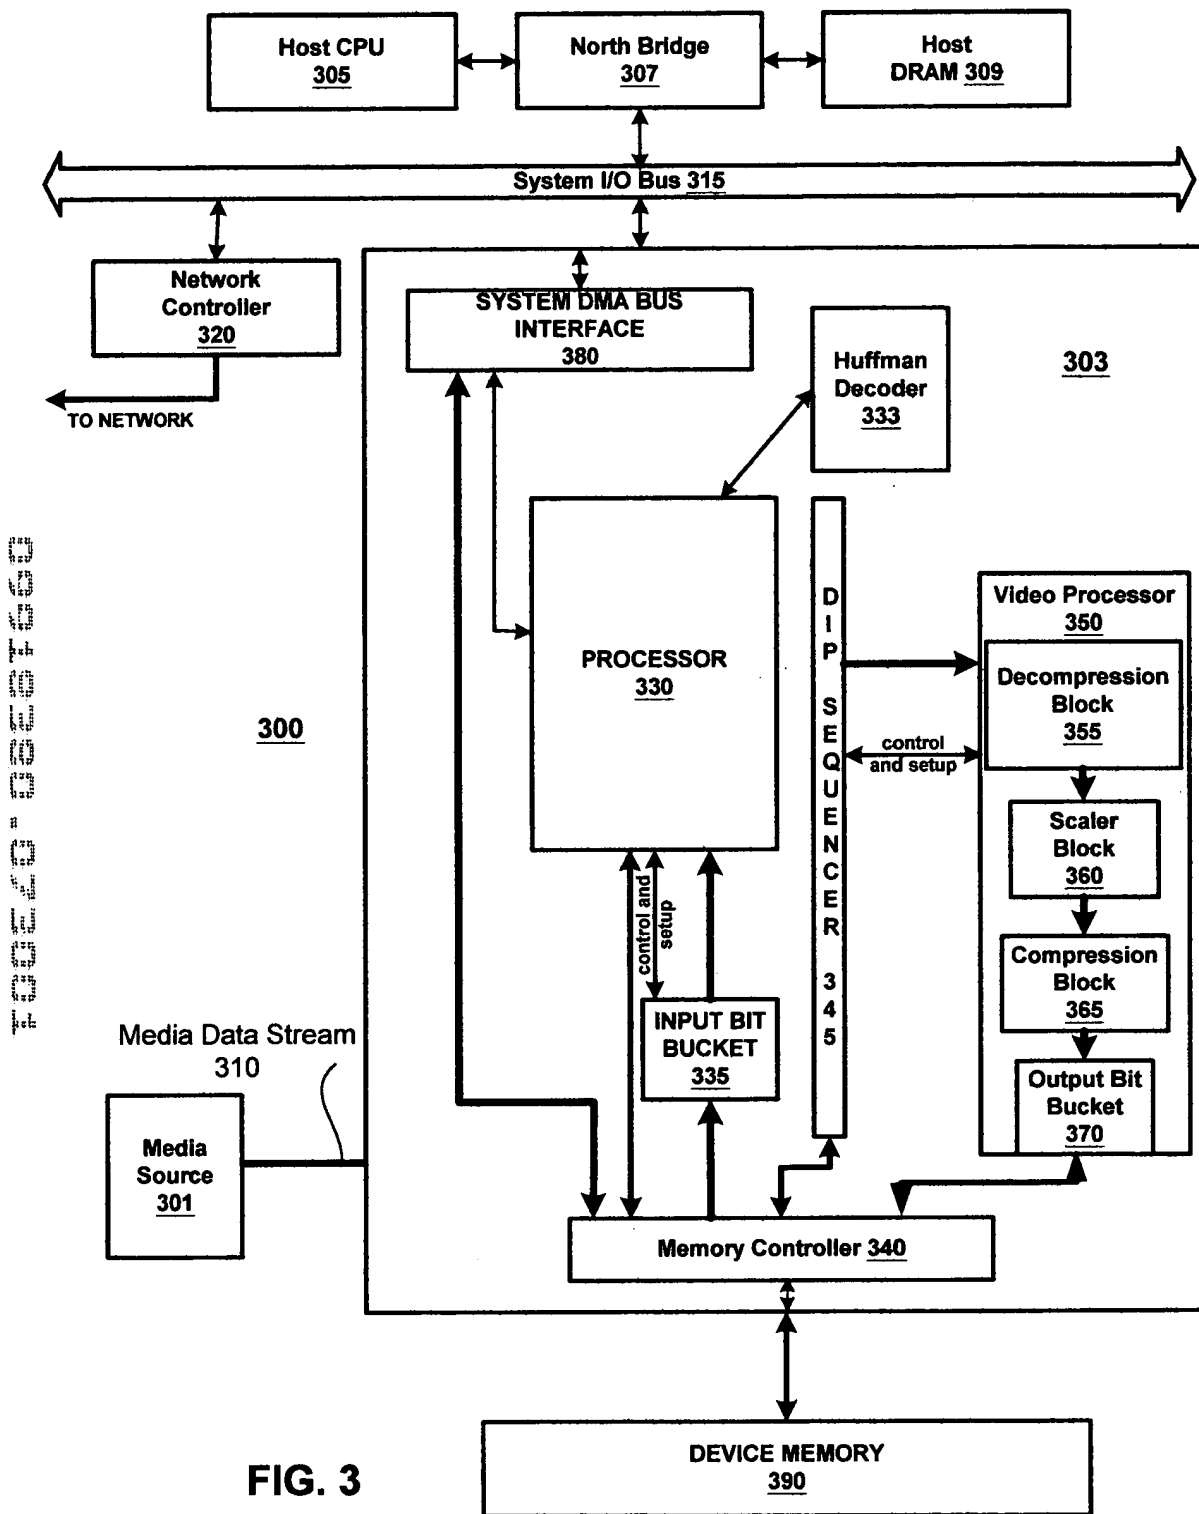 Host CPU
305
North Bridge
307
Host
DRAM 309
System I/O Bus 315
Network
Controller
320
TO NETWORK
SYSTEM DMA BUS
INTERFACE
380
Huffman
Decoder
333
303
PROCESSOR
330
DIP SEQUENCER 345
Video Processor
350
Decompression
Block
355
control
and setup
Scaler
Block
360
Compression
Block
365
Output Bit
Bucket
370
300
control and
setup
INPUT BIT
BUCKET
335
Media Data Stream
310
Media
Source
301
Memory Controller 340
DEVICE MEMORY
390
FIG. 3